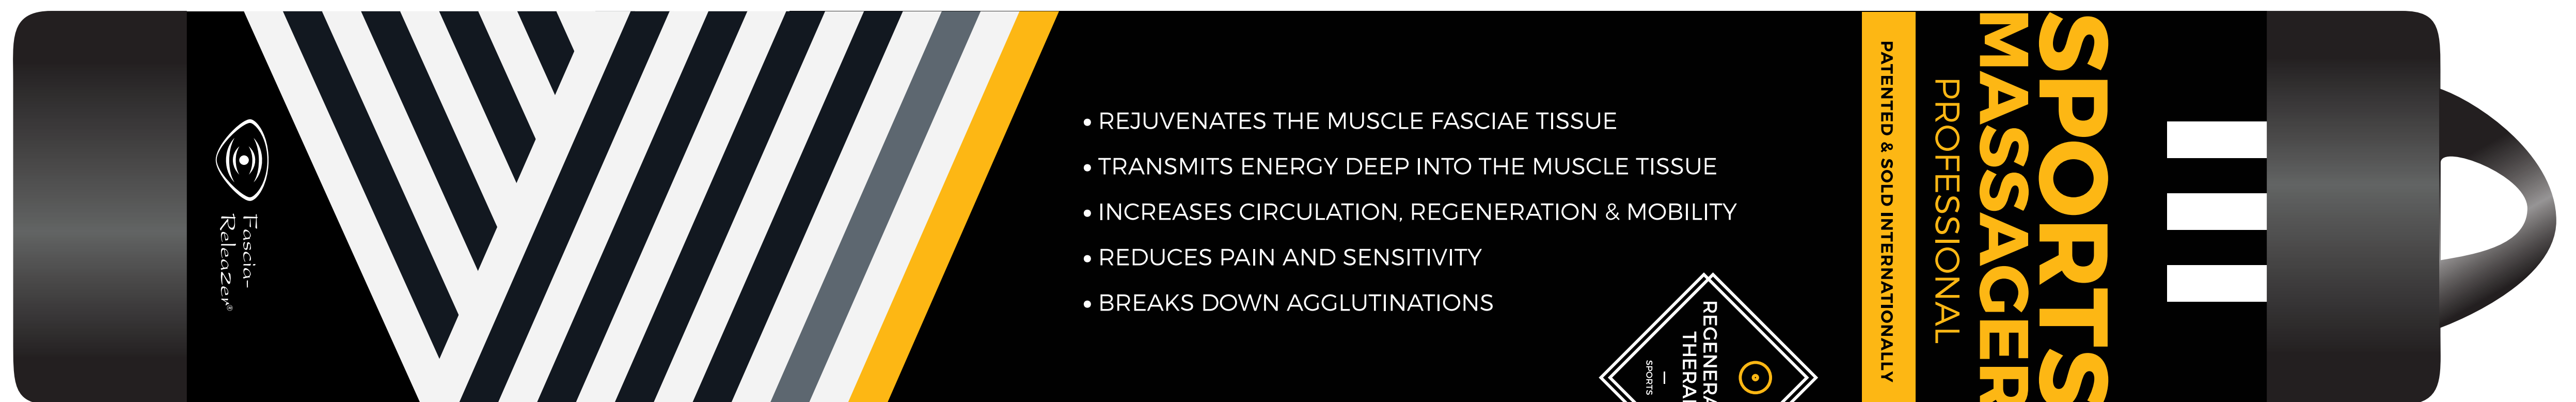 Fascia-
ReleaZer®
• REJUVENATES THE MUSCLE FASCIAE TISSUE
• TRANSMITS ENERGY DEEP INTO THE MUSCLE TISSUE
• INCREASES CIRCULATION, REGENERATION & MOBILITY
• REDUCES PAIN AND SENSITIVITY
• BREAKS DOWN AGGLUTINATIONS
SPORTS
PATENTED & SOLD INTERNATIONALLY
SPORTS
MASSAGER
PROFESSIONAL